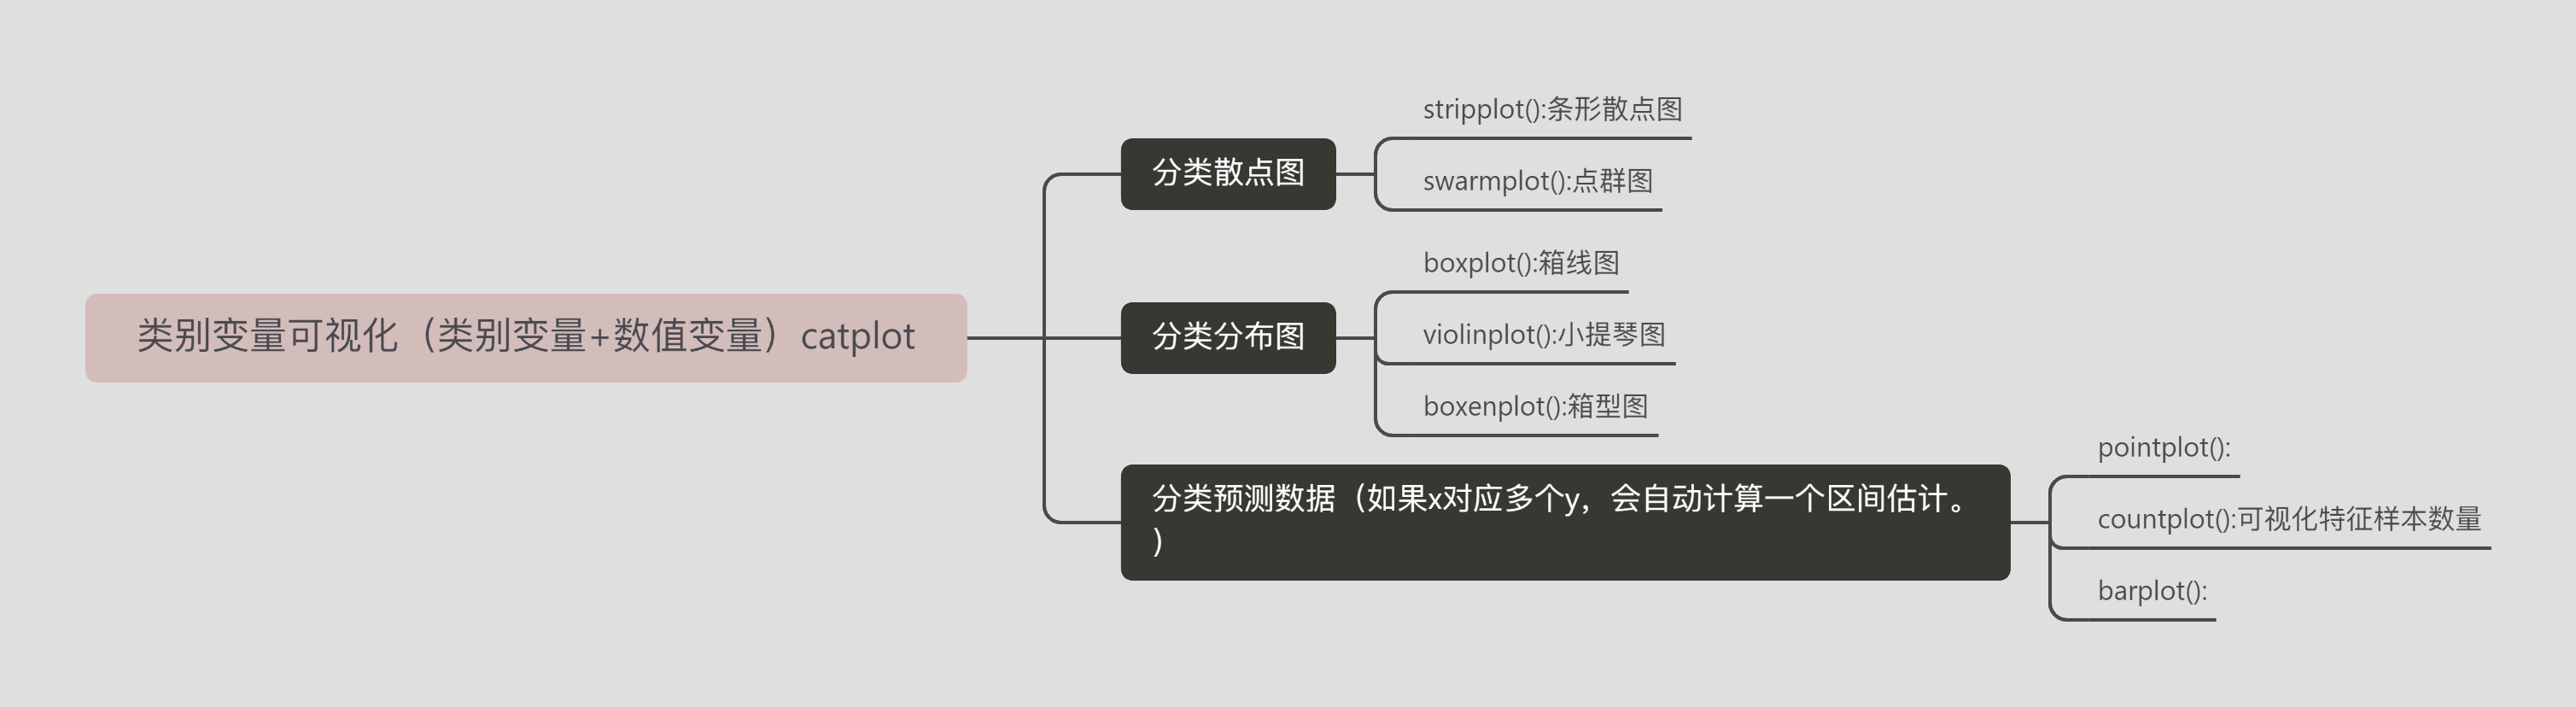 类别变量可视化（类别变量+数值变量）catplot
分类散点图
stripplot():条形散点图
swarmplot():点群图
分类分布图
boxplot():箱线图
violinplot():小提琴图
boxenplot():箱型图
分类预测数据（如果x对应多个y，会自动计算一个区间估计。
）
pointplot():
countplot():可视化特征样本数量
barplot():